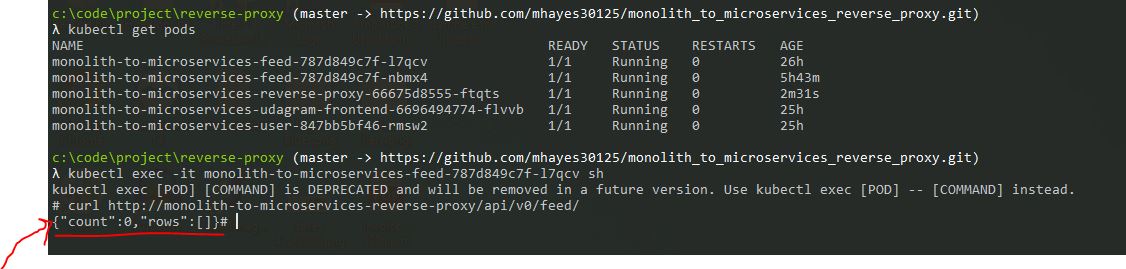 c:\code\project\reverse-proxy (master -> https://github.com/mhayes30125/monolith_to_microservices_reverse_proxy.git)
λ kubectl get pods
NAME READY STATUS RESTARTS AGE
monolith-to-microservices-feed-787d849c7f-l7qcv 1/1 Running 0 26h
monolith-to-microservices-feed-787d849c7f-nbmx4 1/1 Running 0 5h43m
monolith-to-microservices-reverse-proxy-66675d8555-ftqts 1/1 Running 0 2m31s
monolith-to-microservices-udagram-frontend-6696494774-flvvb 1/1 Running 0 25h
monolith-to-microservices-user-847bb5bf46-rmsw2 1/1 Running 0 25h
c:\code\project\reverse-proxy (master -> https://github.com/mhayes30125/monolith_to_microservices_reverse_proxy.git)
λ kubectl exec -it monolith-to-microservices-feed-787d849c7f-l7qcv sh
kubectl exec [POD] [COMMAND] is DEPRECATED and will be removed in a future version. Use kubectl exec [POD] -- [COMMAND] instead.
# curl http://monolith-to-microservices-reverse-proxy/api/v0/feed/
{"count":0,"rows":[]}#